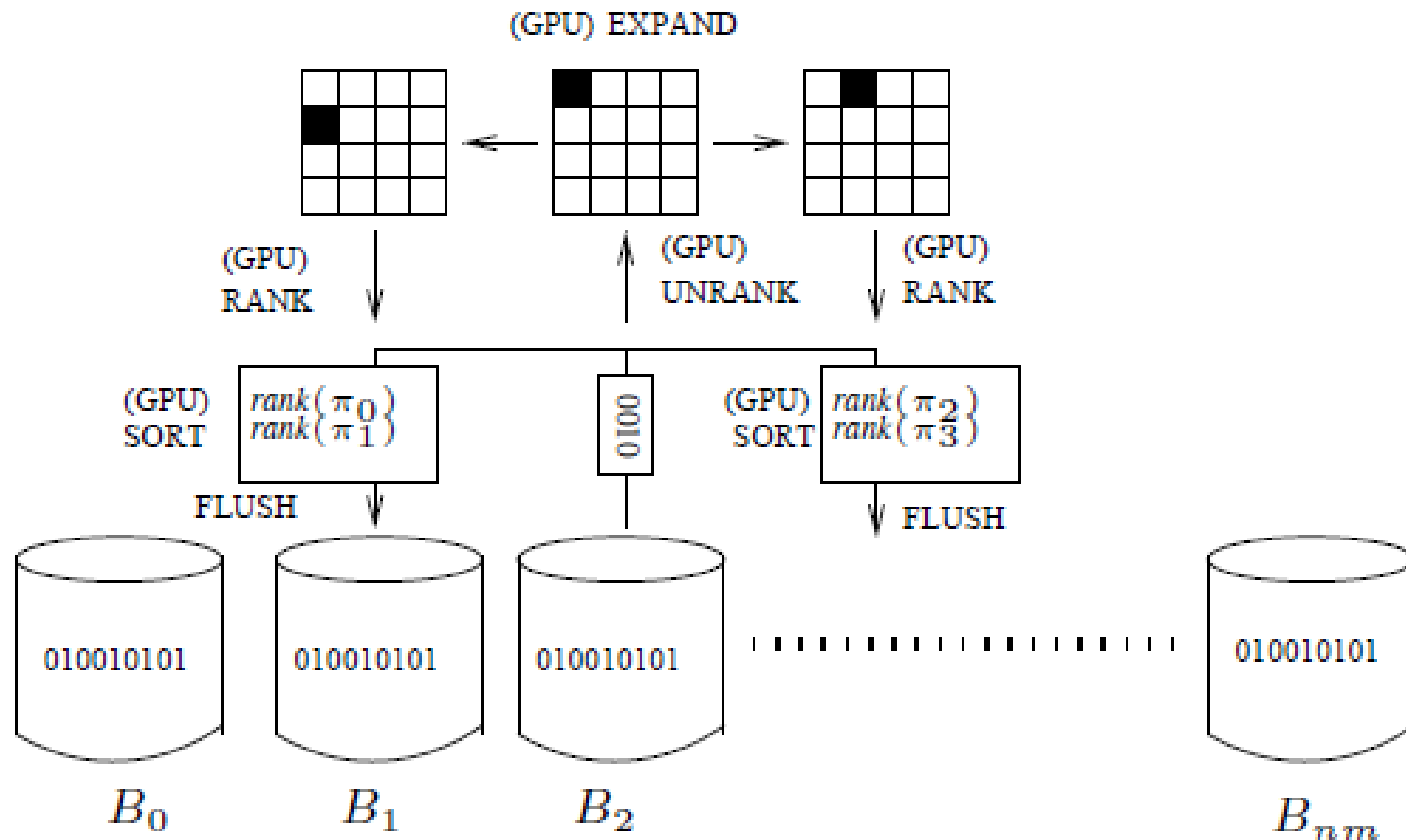 (GPU) EXPAND
(GPU)
RANK
(GPU)
UNRANK
(GPU)
RANK
(GPU)
SORT
rank(π0)
rank(π1)
0100
(GPU)
SORT
rank(π2)
rank(π3)
FLUSH
FLUSH
010010101
010010101
010010101
010010101
B0
B1
B2
Bnm